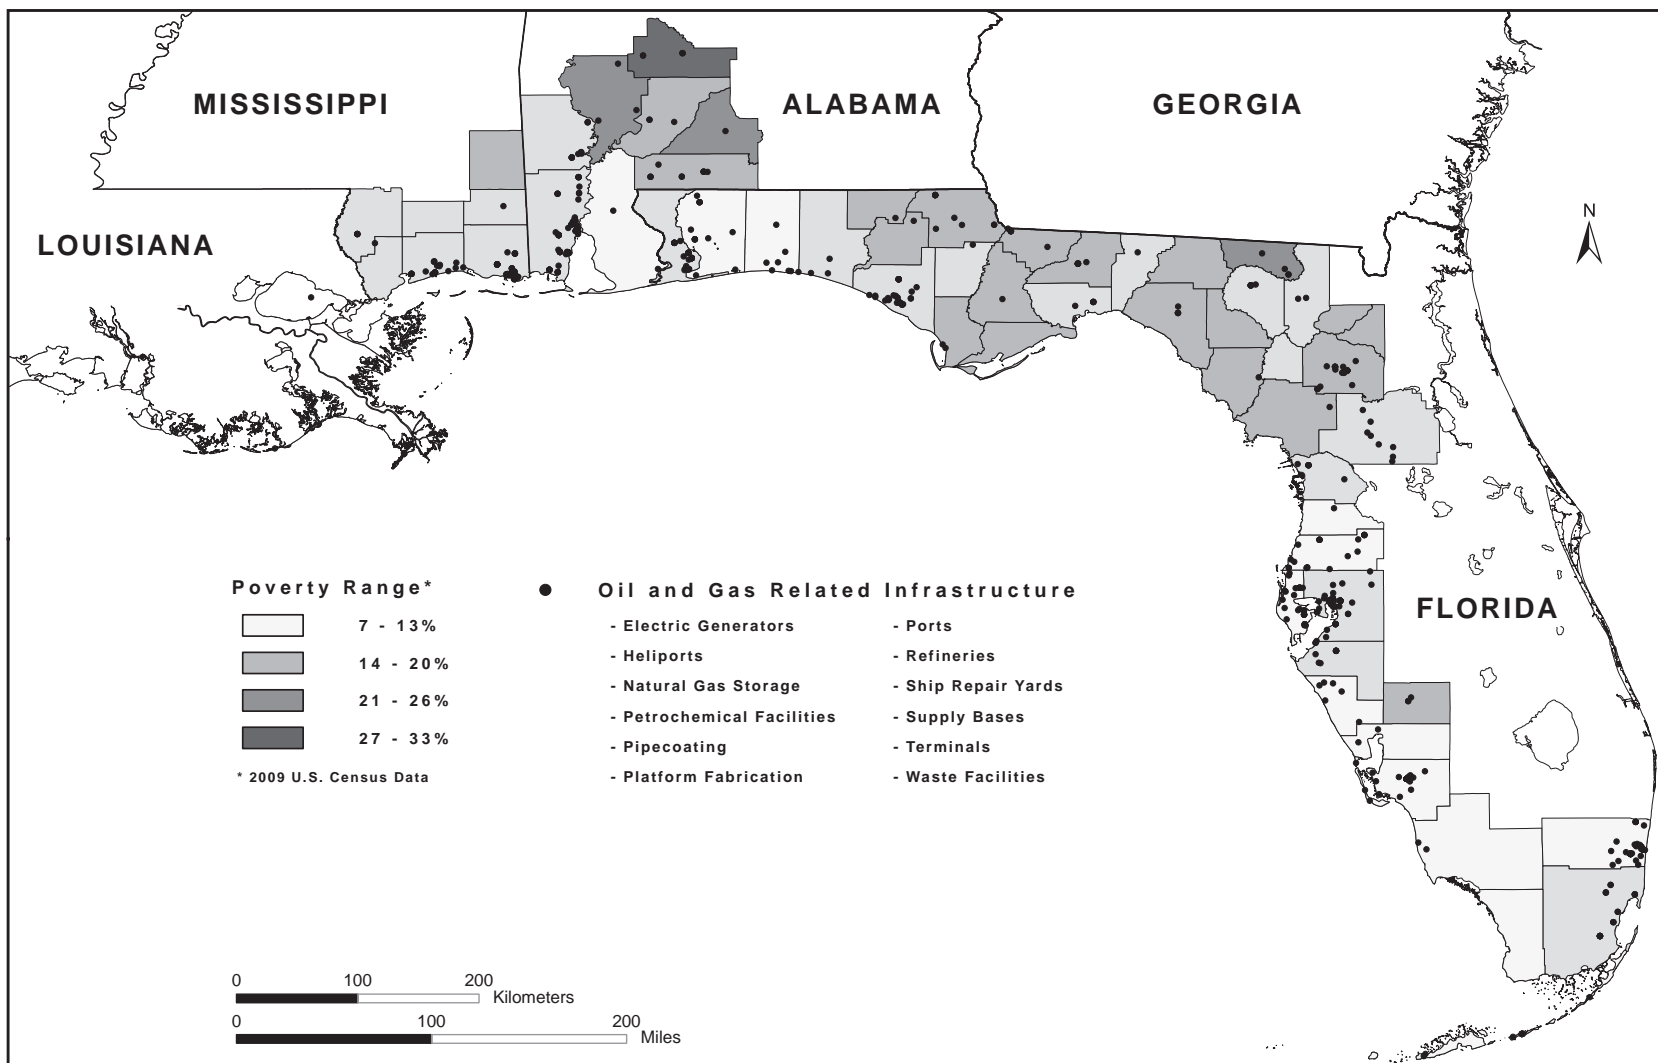 MISSISSIPPI
ALABAMA
GEORGIA
LOUISIANA
N
FLORIDA
Poverty Range*
7 - 13%
14 - 20%
21 - 26%
27 - 33%
* 2009 U.S. Census Data
Oil and Gas Related Infrastructure
- Electric Generators
- Heliports
- Natural Gas Storage
- Petrochemical Facilities
- Pipecoating
- Platform Fabrication
- Ports
- Refineries
- Ship Repair Yards
- Supply Bases
- Terminals
- Waste Facilities
0 100 200
Kilometers
0 100 200
Miles